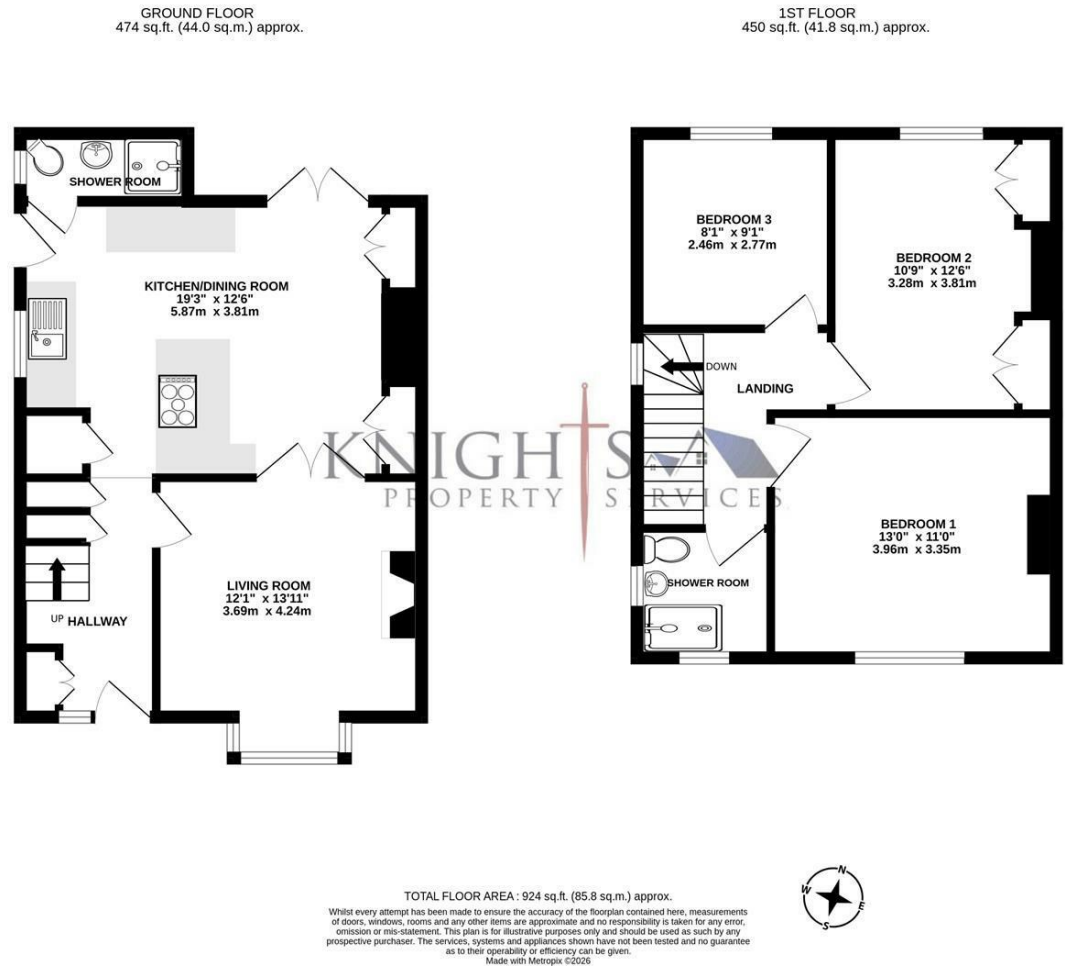 GROUND FLOOR
474 sq.ft. (44.0 sq.m.) approx.
SHOWER ROOM
KITCHEN/DINING ROOM
19'3" x 12'6"
5.87m x 3.81m
LIVING ROOM
12'1" x 13'11"
3.69m x 4.24m
UP
HALLWAY
1ST FLOOR
450 sq.ft. (41.8 sq.m.) approx.
BEDROOM 3
8'1" x 9'1"
2.46m x 2.77m
BEDROOM 2
10'9" x 12'6"
3.28m x 3.81m
DOWN
LANDING
BEDROOM 1
13'0" x 11'0"
3.96m x 3.35m
SHOWER ROOM
KNIGHTS
PROPERTY SERVICES
TOTAL FLOOR AREA : 924 sq.ft. (85.8 sq.m.) approx.
Whilst every attempt has been made to ensure the accuracy of the floorplan contained here, measurements
of doors, windows, rooms and any other items are approximate and no responsibility is taken for any error,
omission or mis-statement. This plan is for illustrative purposes only and should be used as such by any
prospective purchaser. The services, systems and appliances shown have not been tested and no guarantee
as to their operability or efficiency can be given.
Made with Metropix ©2026
N
W
E
S